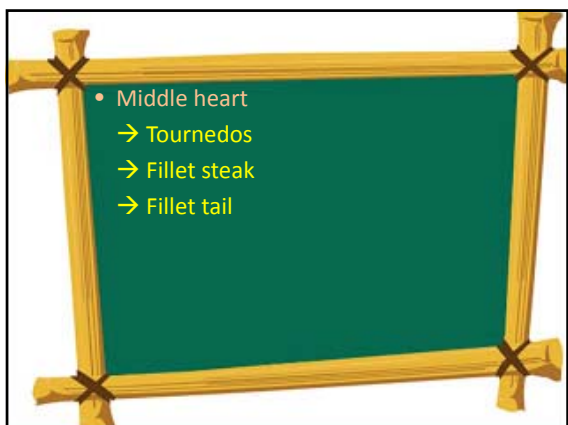 • Middle heart
→ Tournedos
→ Fillet steak
→ Fillet tail